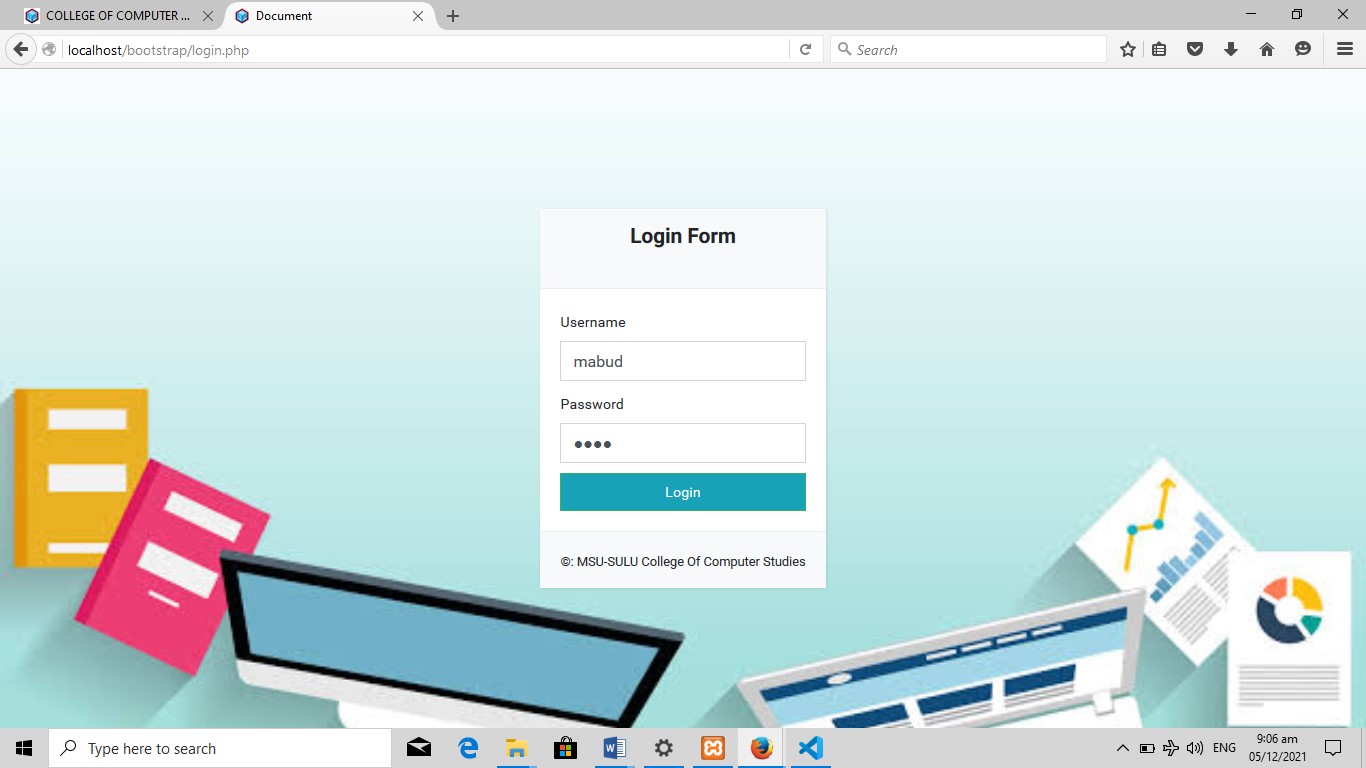 COLLEGE OF COMPUTER ...
Document
localhost/bootstrap/login.php
Search
Login Form
Username
mabud
Password
●●●●
Login
©: MSU-SULU College Of Computer Studies
Type here to search
ENG
9:06 am
05/12/2021